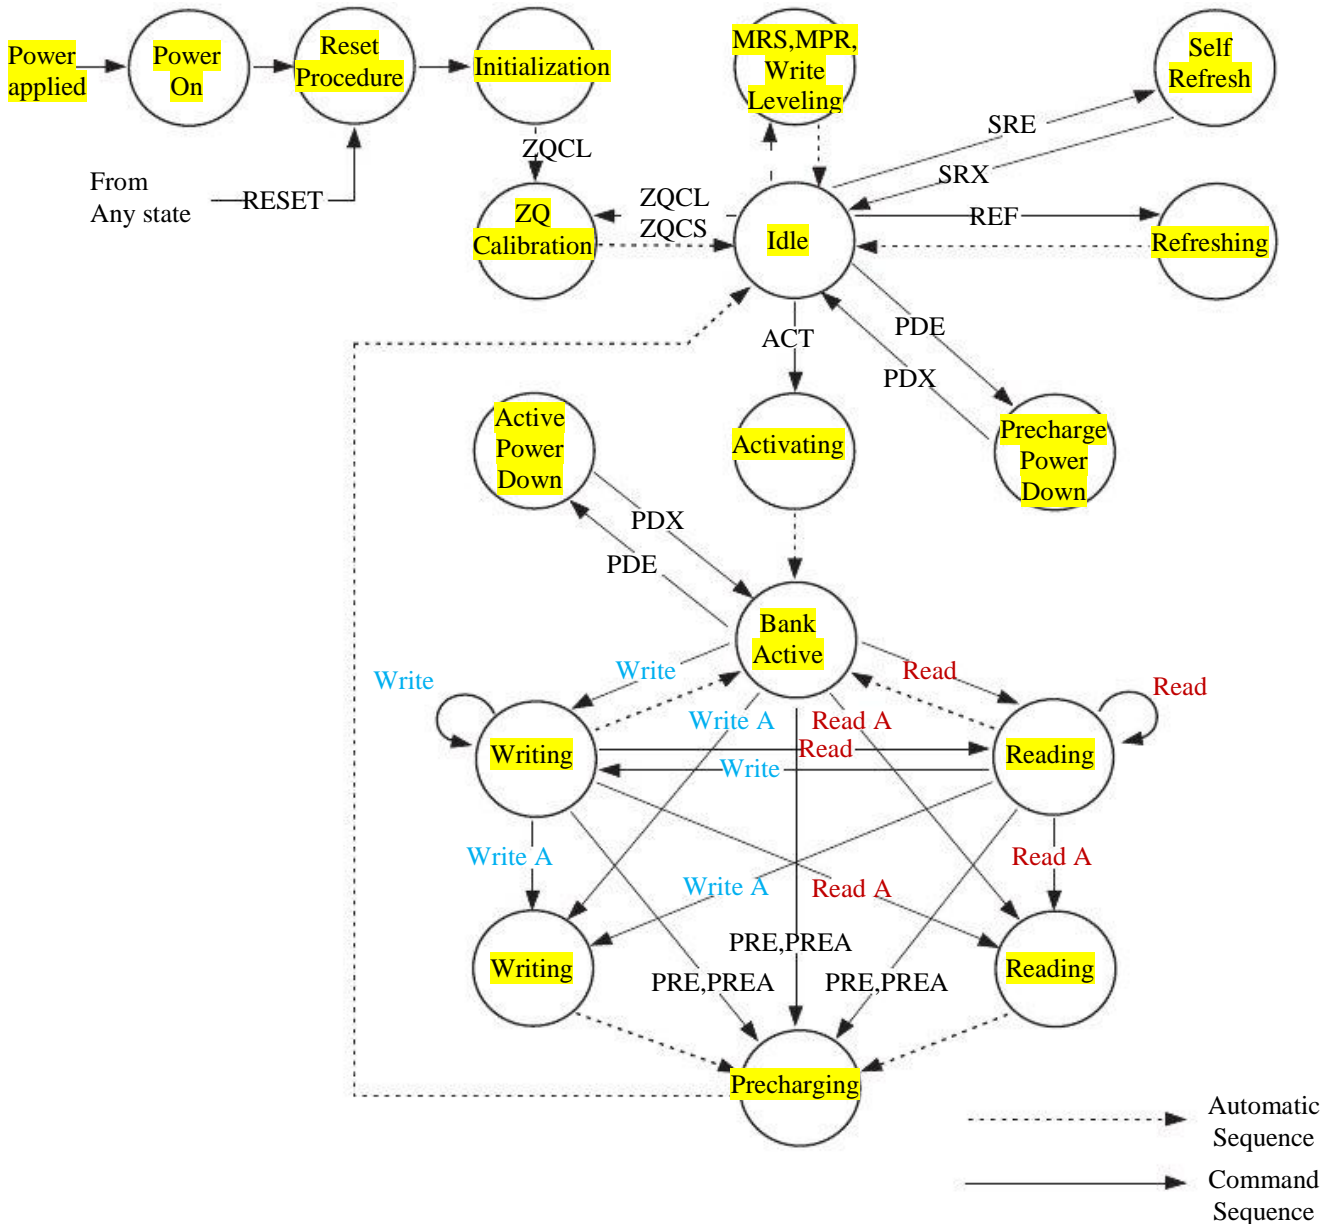 Power
applied
Power
On
Reset
Procedure
Initialization
MRS,MPR,
Write
Leveling
Self
Refresh
ZQCL
SRE
SRX
From
Any state
RESET
ZQ
Calibration
ZQCL
ZQCS
Idle
REF
Refreshing
ACT
PDE
PDX
Active
Power
Down
Activating
Precharge
Power
Down
PDX
PDE
Bank
Active
Write
Write
Read
Read
Write A
Read A
Writing
Read
Write
Reading
Write A
Write A
Read A
Read A
Writing
PRE,PREA
PRE,PREA
PRE,PREA
Reading
Precharging
Automatic
Sequence
Command
Sequence